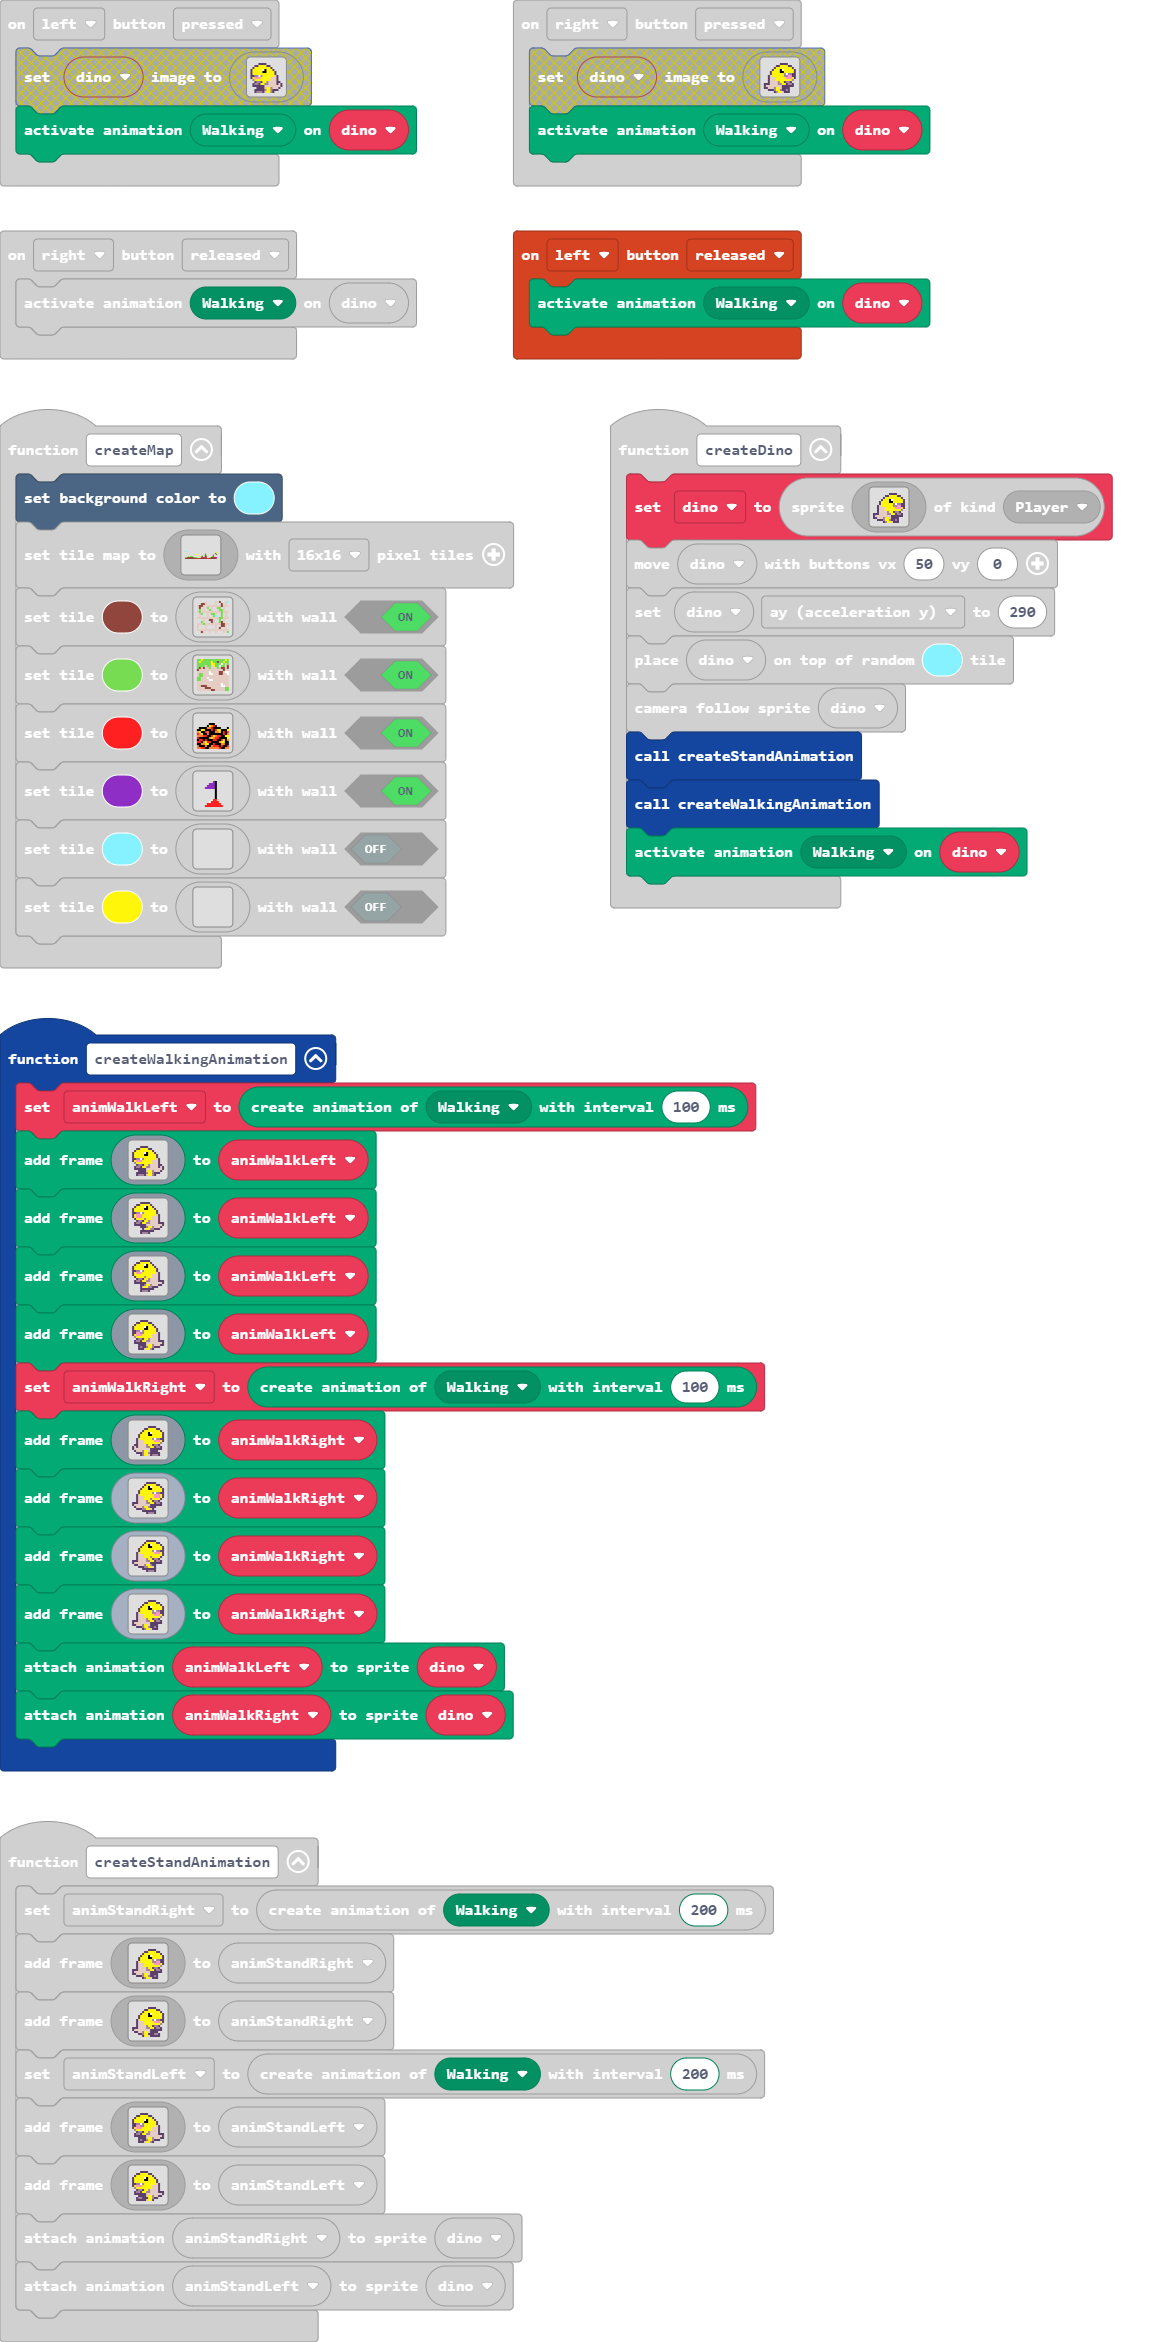 on left button pressed
set dino image to
activate animation Walking on dino
on right button pressed
set dino image to
activate animation Walking on dino
on right button released
activate animation Walking on dino
on left button released
activate animation Walking on dino
function createMap
set background color to
set tile map to with 16x16 pixel tiles
set tile to with wall ON
set tile to with wall ON
set tile to with wall ON
set tile to with wall ON
set tile to with wall OFF
set tile to with wall OFF
function createDino
set dino to sprite of kind Player
move dino with buttons vx 50 vy 0
set dino ay (acceleration y) to 290
place dino on top of random tile
camera follow sprite dino
call createStandAnimation
call createWalkingAnimation
activate animation Walking on dino
function createWalkingAnimation
set animWalkLeft to create animation of Walking with interval 100 ms
add frame to animWalkLeft
add frame to animWalkLeft
add frame to animWalkLeft
add frame to animWalkLeft
set animWalkRight to create animation of Walking with interval 100 ms
add frame to animWalkRight
add frame to animWalkRight
add frame to animWalkRight
add frame to animWalkRight
attach animation animWalkLeft to sprite dino
attach animation animWalkRight to sprite dino
function createStandAnimation
set animStandRight to create animation of Walking with interval 200 ms
add frame to animStandRight
add frame to animStandRight
set animStandLeft to create animation of Walking with interval 200 ms
add frame to animStandLeft
add frame to animStandLeft
attach animation animStandRight to sprite dino
attach animation animStandLeft to sprite dino